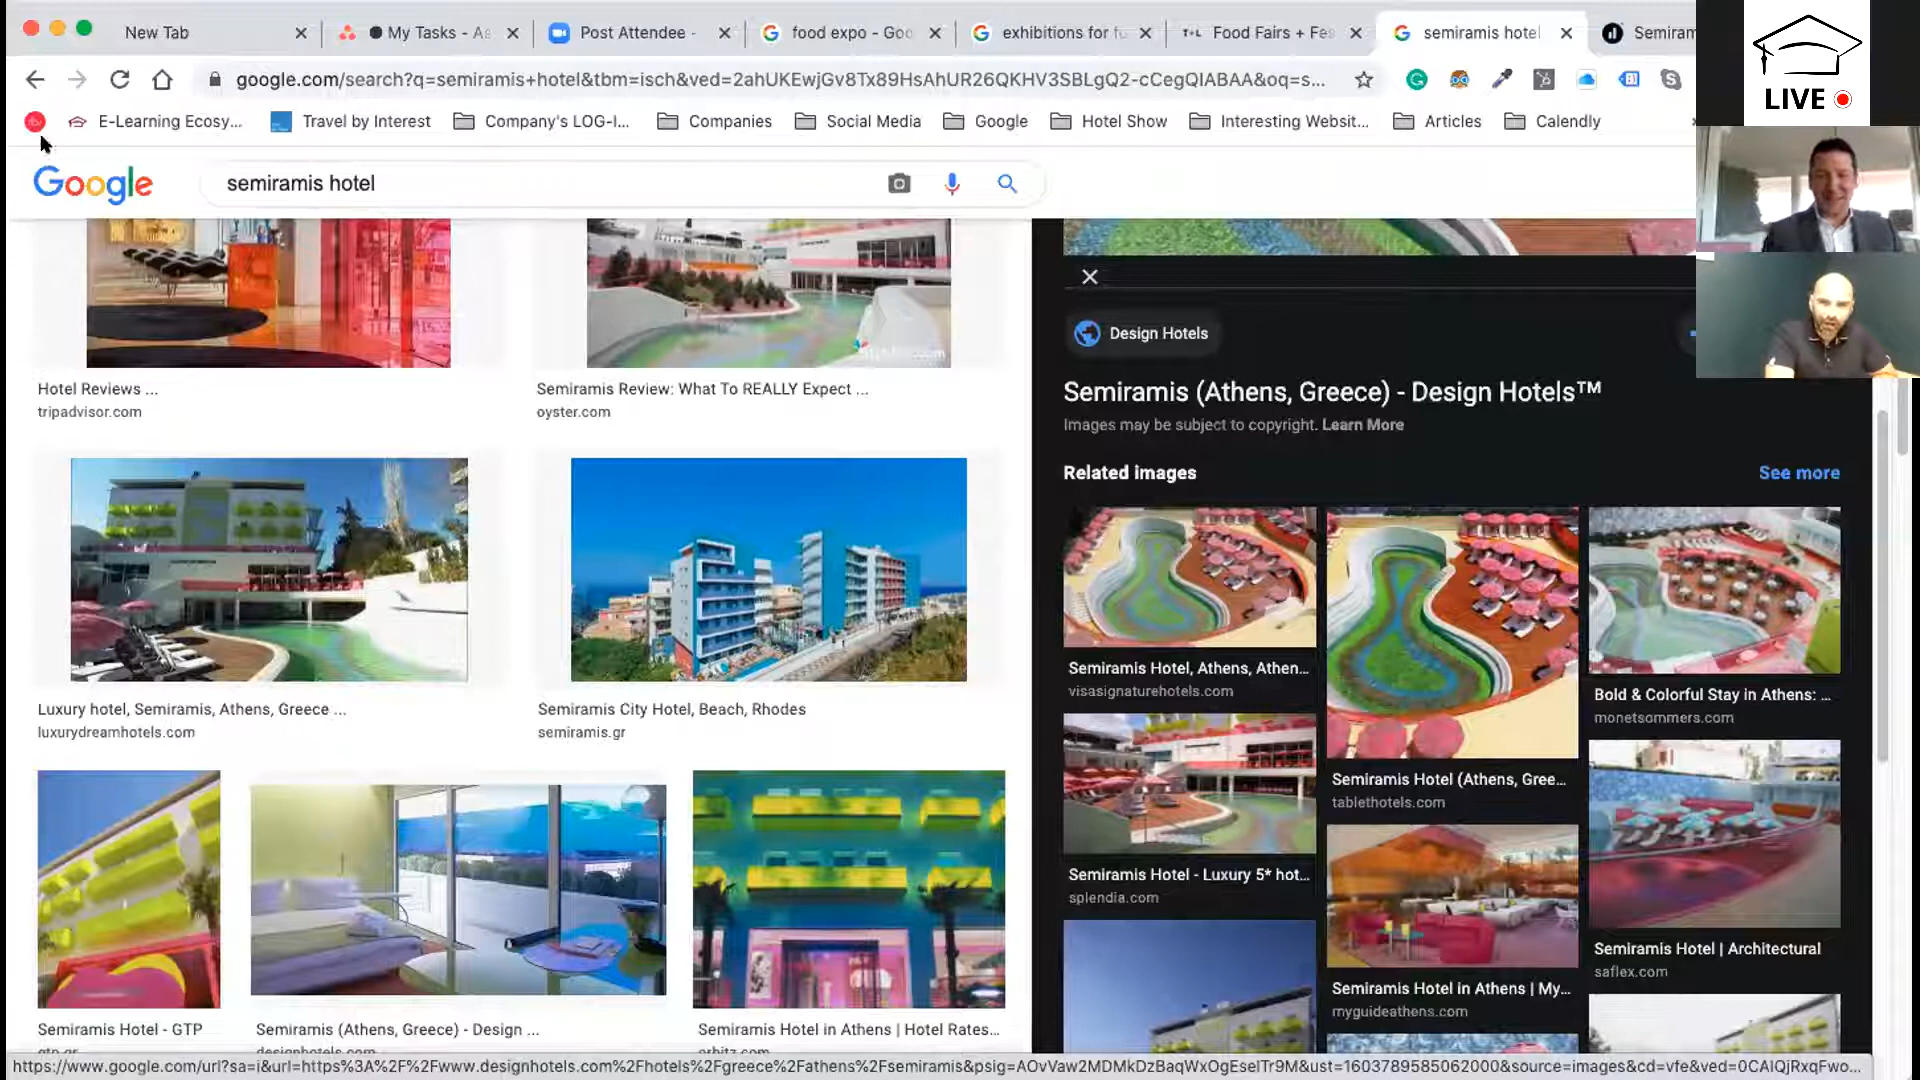 New Tab
My Tasks - As
Post Attendee -
food expo - Goo
exhibitions for fo
T+L Food Fairs + Fes
semiramis hotel
Semiram
google.com/search?q=semiramis+hotel&tbm=isch&ved=2ahUKEwjGv8Tx89HsAhUR26QKHV3SBLgQ2-cCegQIABAA&oq=s...
E-Learning Ecosy...
Travel by Interest
Company's LOG-I...
Companies
Social Media
Google
Hotel Show
Interesting Websit...
Articles
Calendly
LIVE
Google
semiramis hotel
Hotel Reviews ...
tripadvisor.com
Semiramis Review: What To REALLY Expect ...
oyster.com
Luxury hotel, Semiramis, Athens, Greece ...
luxurydreamhotels.com
Semiramis City Hotel, Beach, Rhodes
semiramis.gr
Semiramis Hotel - GTP
gtp.gr
Semiramis (Athens, Greece) - Design ...
designhotels.com
Semiramis Hotel in Athens | Hotel Rates...
orbitz.com
Design Hotels
Semiramis (Athens, Greece) - Design Hotels™
Images may be subject to copyright. Learn More
Related images
See more
Semiramis Hotel, Athens, Athen...
visasignaturehotels.com
Semiramis Hotel (Athens, Gree...
tablethotels.com
Bold & Colorful Stay in Athens: ...
monetsommers.com
Semiramis Hotel - Luxury 5* hot...
splendia.com
Semiramis Hotel in Athens | My...
myguideathens.com
Semiramis Hotel | Architectural
saflex.com
https://www.google.com/url?sa=i&url=https%3A%2F%2Fwww.designhotels.com%2Fhotels%2Fgreece%2Fathens%2Fsemiramis&psig=AOvVaw2MDMkDzBaqWxOgEselTr9M&ust=1603789585062000&source=images&cd=vfe&ved=0CAIQjRxqFwo...